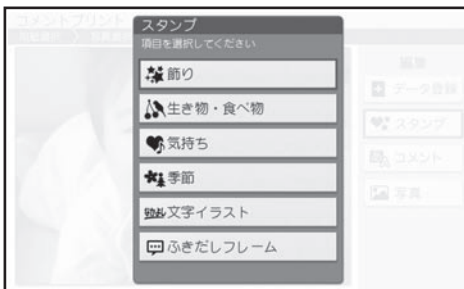 コメントプリント
スタンプ
項目を選択してください
飾り
生き物・食べ物
気持ち
季節
文字イラスト
ふきだしフレーム
編集
データ登録
スタンプ
コメント
写真